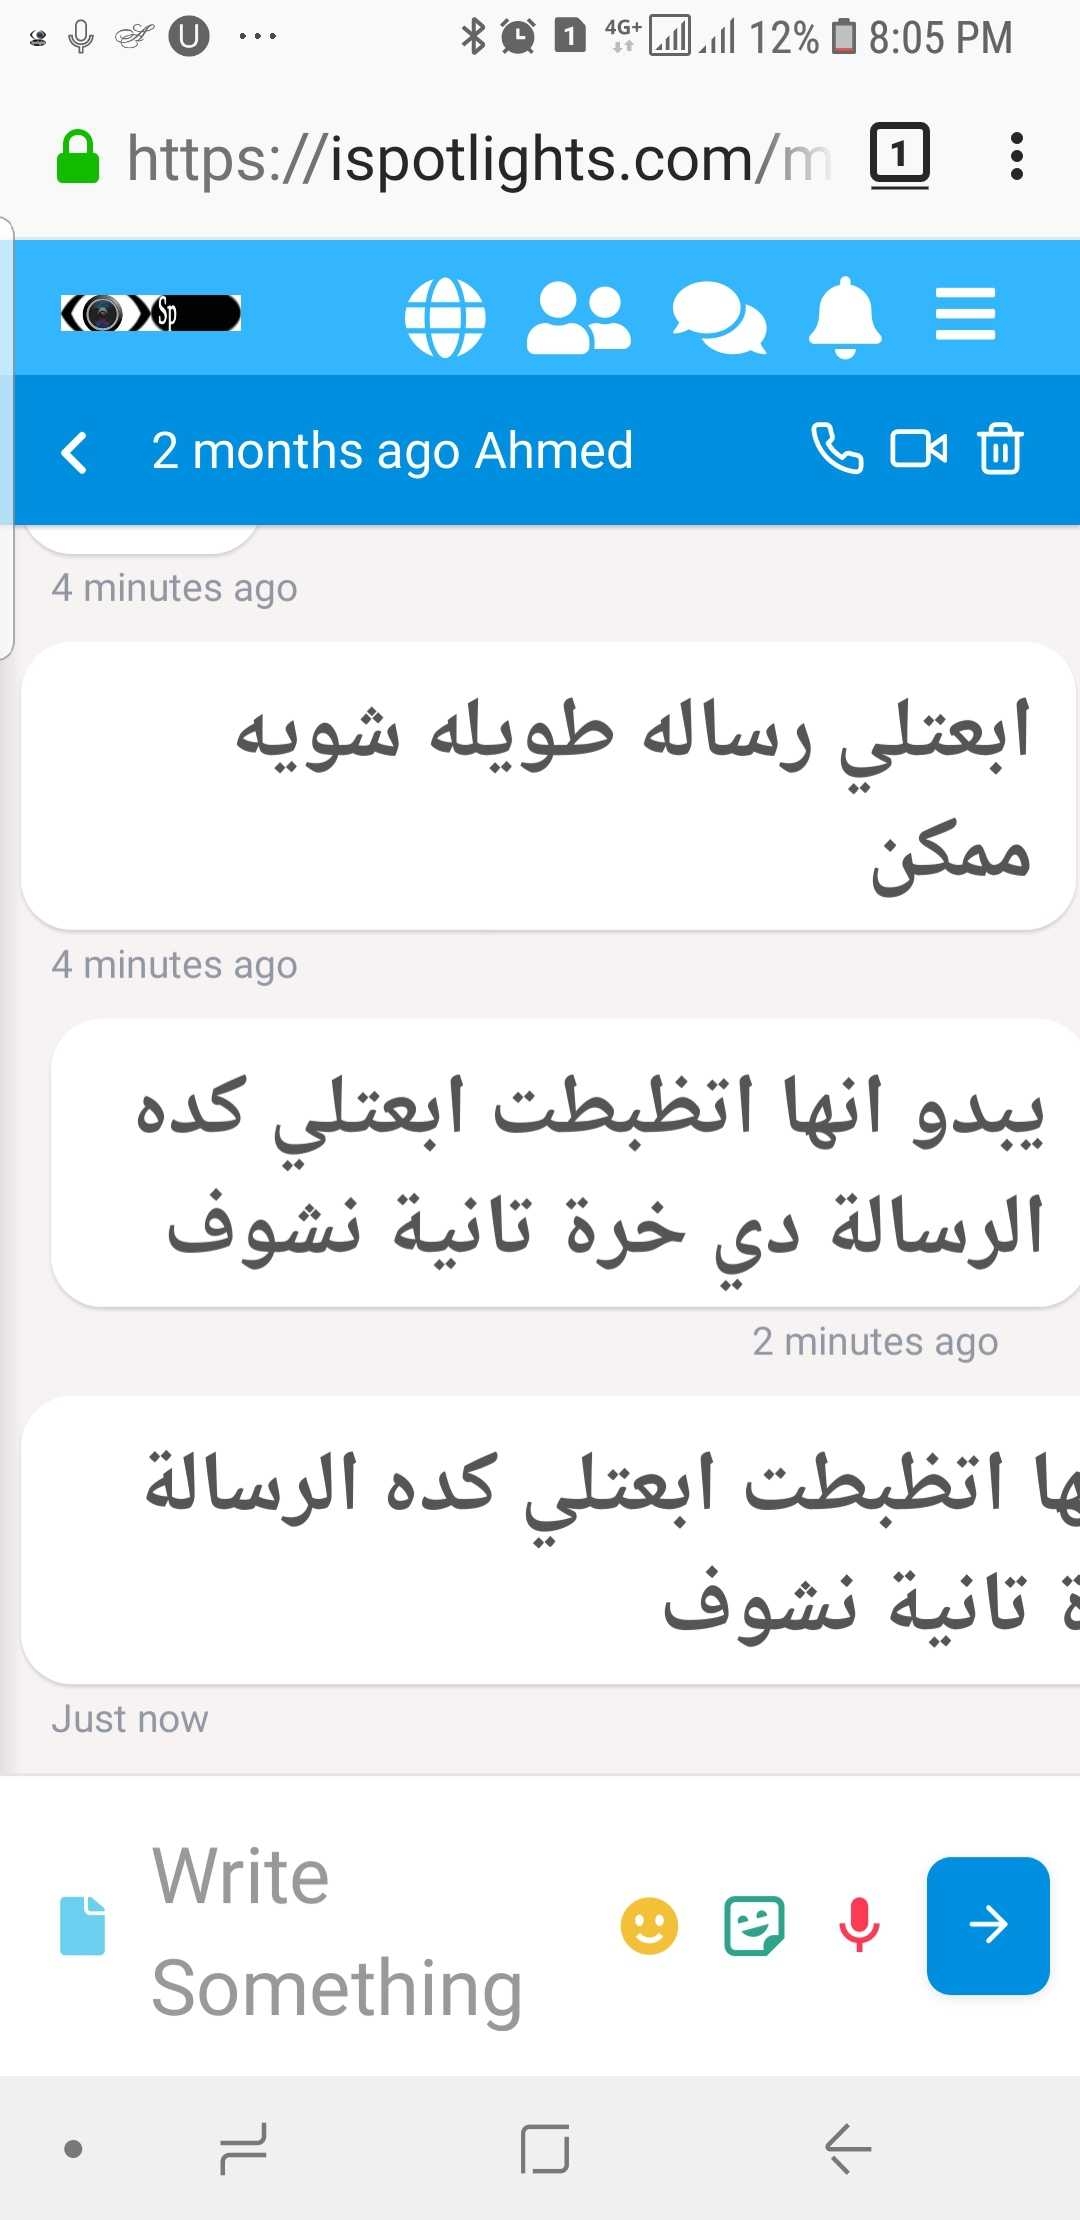 12% 8:05 PM
4G+
1
https://ispotlights.com/m
1
Sp
2 months ago Ahmed
4 minutes ago
ابعتلي رساله طويله شويه
ممكن
4 minutes ago
يبدو انها اتظبطت ابعتلي كده
الرسالة دي خرة تانية نشوف
2 minutes ago
ها اتظبطت ابعتلي كده الرسالة
ة تانية نشوف
Just now
Write
Something